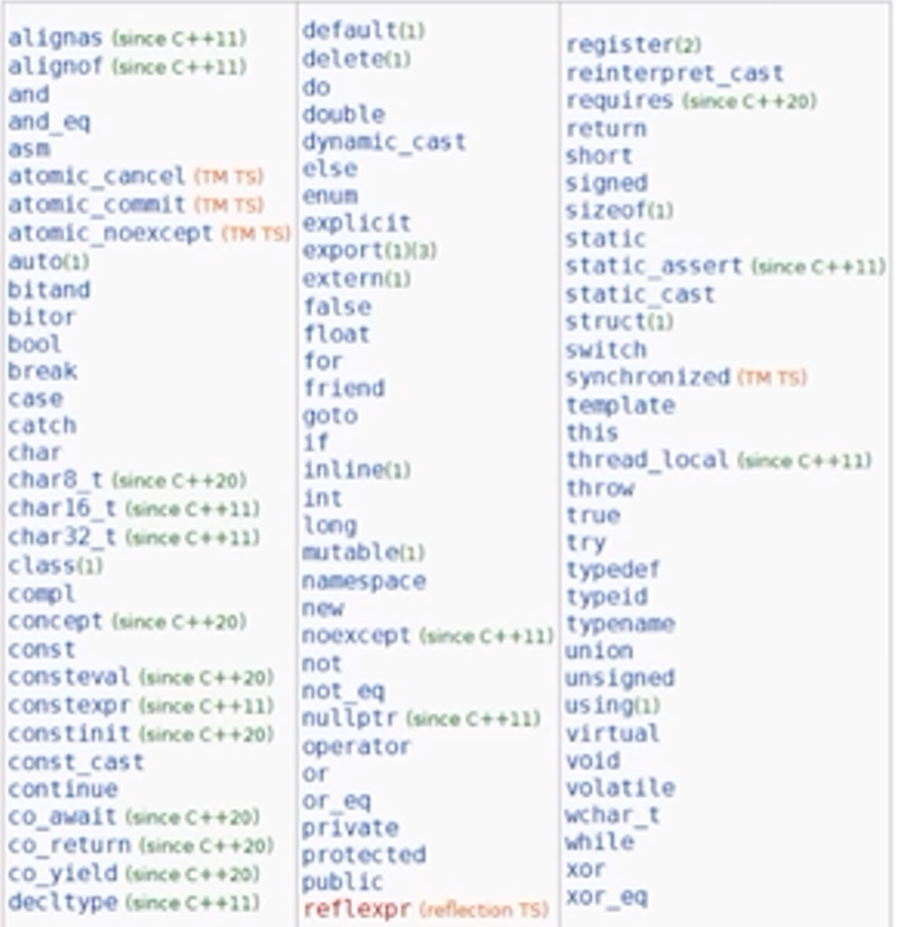 alignas (since C++11)
alignof (since C++11)
and
and_eq
asm
atomic_cancel (TM TS)
atomic_commit (TM TS)
atomic_noexcept (TM TS)
auto(1)
bitand
bitor
bool
break
case
catch
char
char8_t (since C++20)
char16_t (since C++11)
char32_t (since C++11)
class(1)
compl
concept (since C++20)
const
consteval (since C++20)
constexpr (since C++11)
constinit (since C++20)
const_cast
continue
co_await (since C++20)
co_return (since C++20)
co_yield (since C++20)
decltype (since C++11)
default(1)
delete(1)
do
double
dynamic_cast
else
enum
explicit
export(1)(3)
extern(1)
false
float
for
friend
goto
if
inline(1)
int
long
mutable(1)
namespace
new
noexcept (since C++11)
not
not_eq
nullptr (since C++11)
operator
or
or_eq
private
protected
public
reflexpr (reflection TS)
register(2)
reinterpret_cast
requires (since C++20)
return
short
signed
sizeof(1)
static
static_assert (since C++11)
static_cast
struct(1)
switch
synchronized (TM TS)
template
this
thread_local (since C++11)
throw
true
try
typedef
typeid
typename
union
unsigned
using(1)
virtual
void
volatile
wchar_t
while
xor
xor_eq